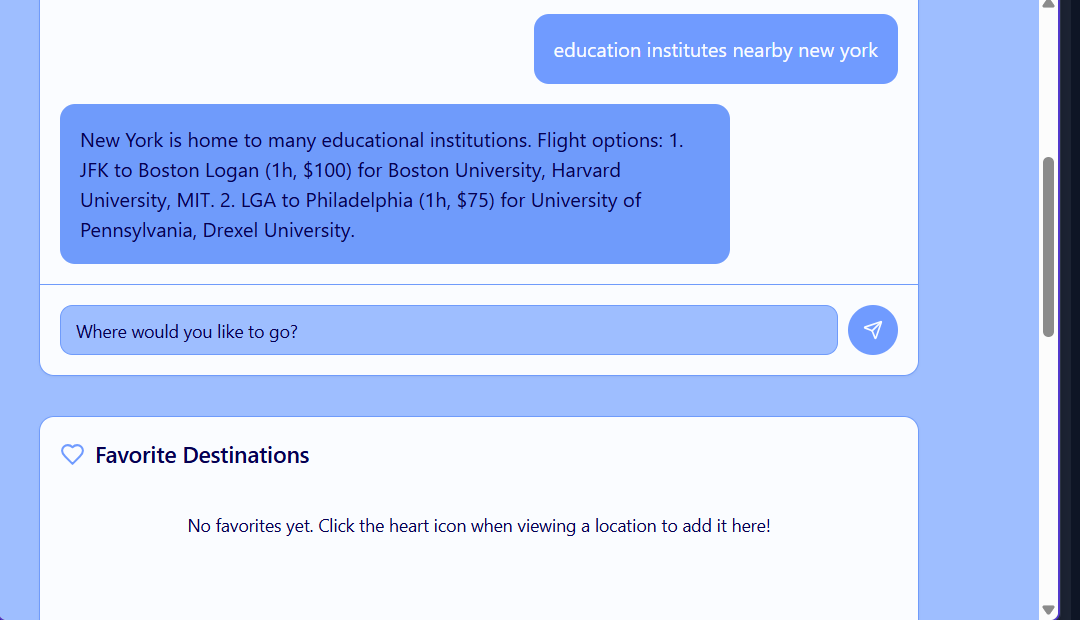 education institutes nearby new york
New York is home to many educational institutions. Flight options: 1.
JFK to Boston Logan (1h, $100) for Boston University, Harvard
University, MIT. 2. LGA to Philadelphia (1h, $75) for University of
Pennsylvania, Drexel University.
Where would you like to go?
Favorite Destinations
No favorites yet. Click the heart icon when viewing a location to add it here!